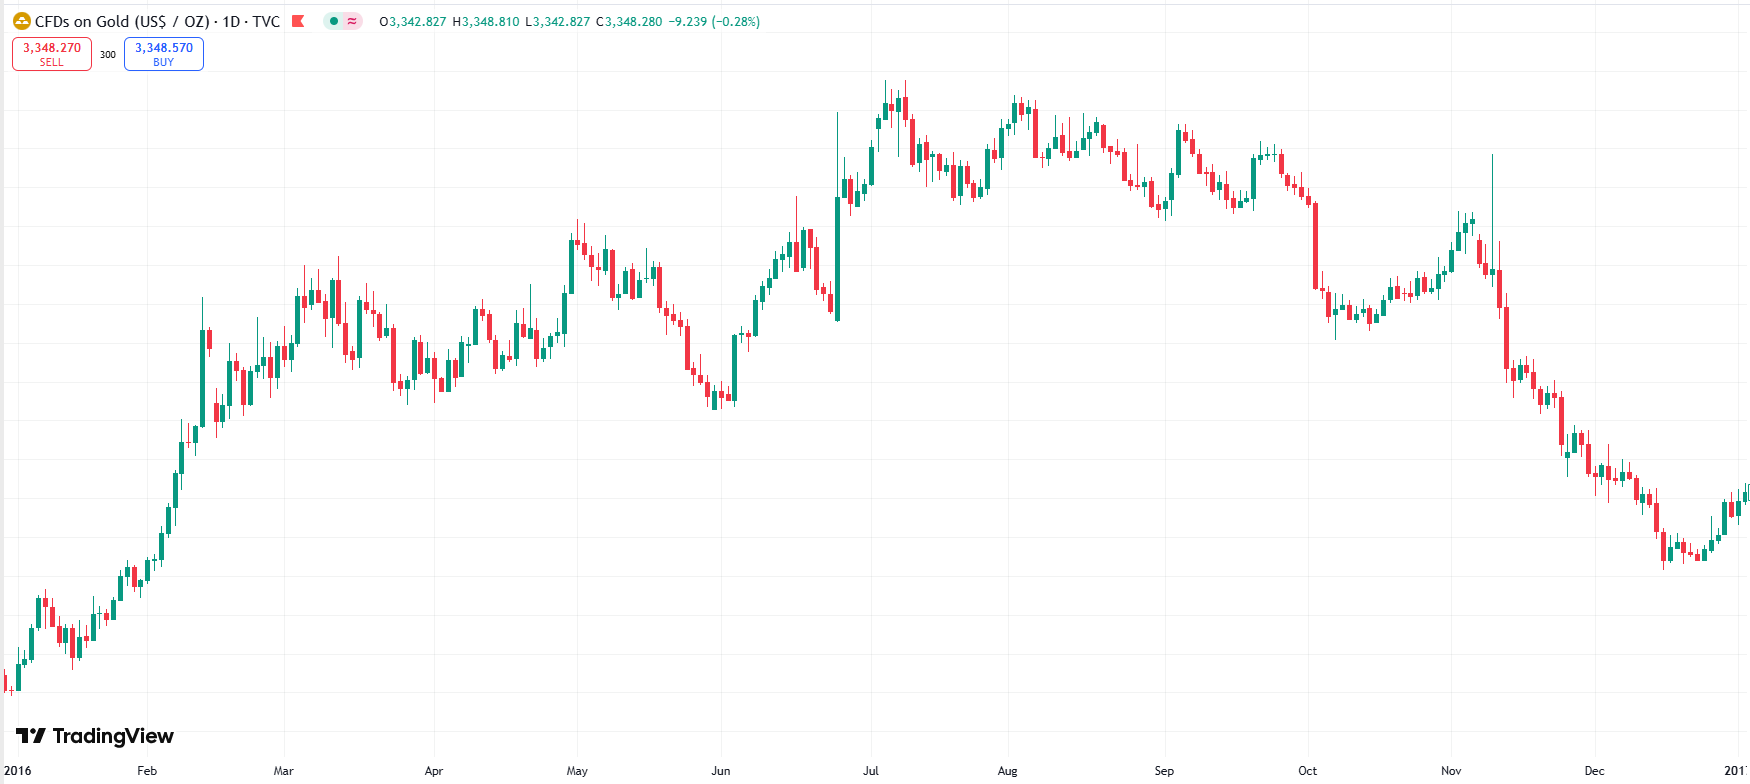 CFDs on Gold (US$ / OZ) · 1D · TVC O3,342.827 H3,348.810 L3,342.827 C3,348.280 −9.239 (−0.28%)
3,348.270 300 3,348.570
SELL BUY
TradingView
2016 Feb Mar Apr May Jun Jul Aug Sep Oct Nov Dec